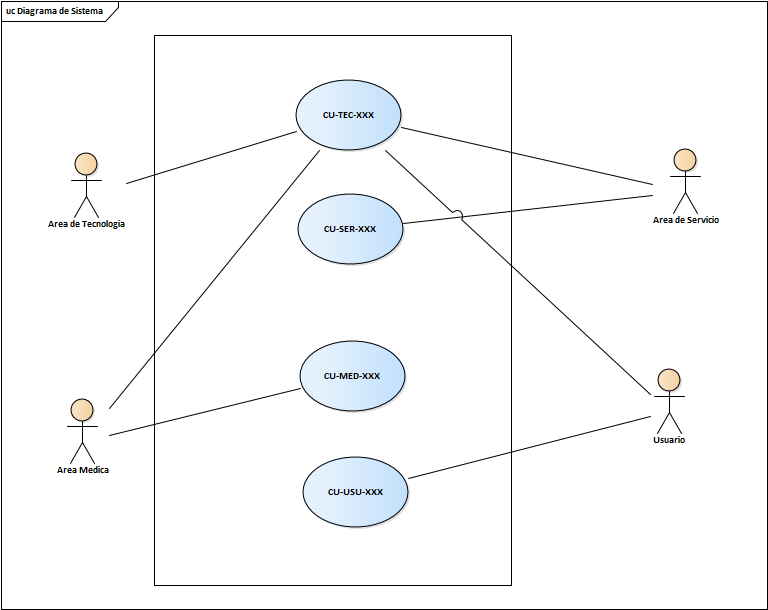 uc Diagrama de Sistema
CU-TEC-XXX
Area de Tecnologia
Area de Servicio
CU-SER-XXX
CU-MED-XXX
Usuario
Area Medica
CU-USU-XXX